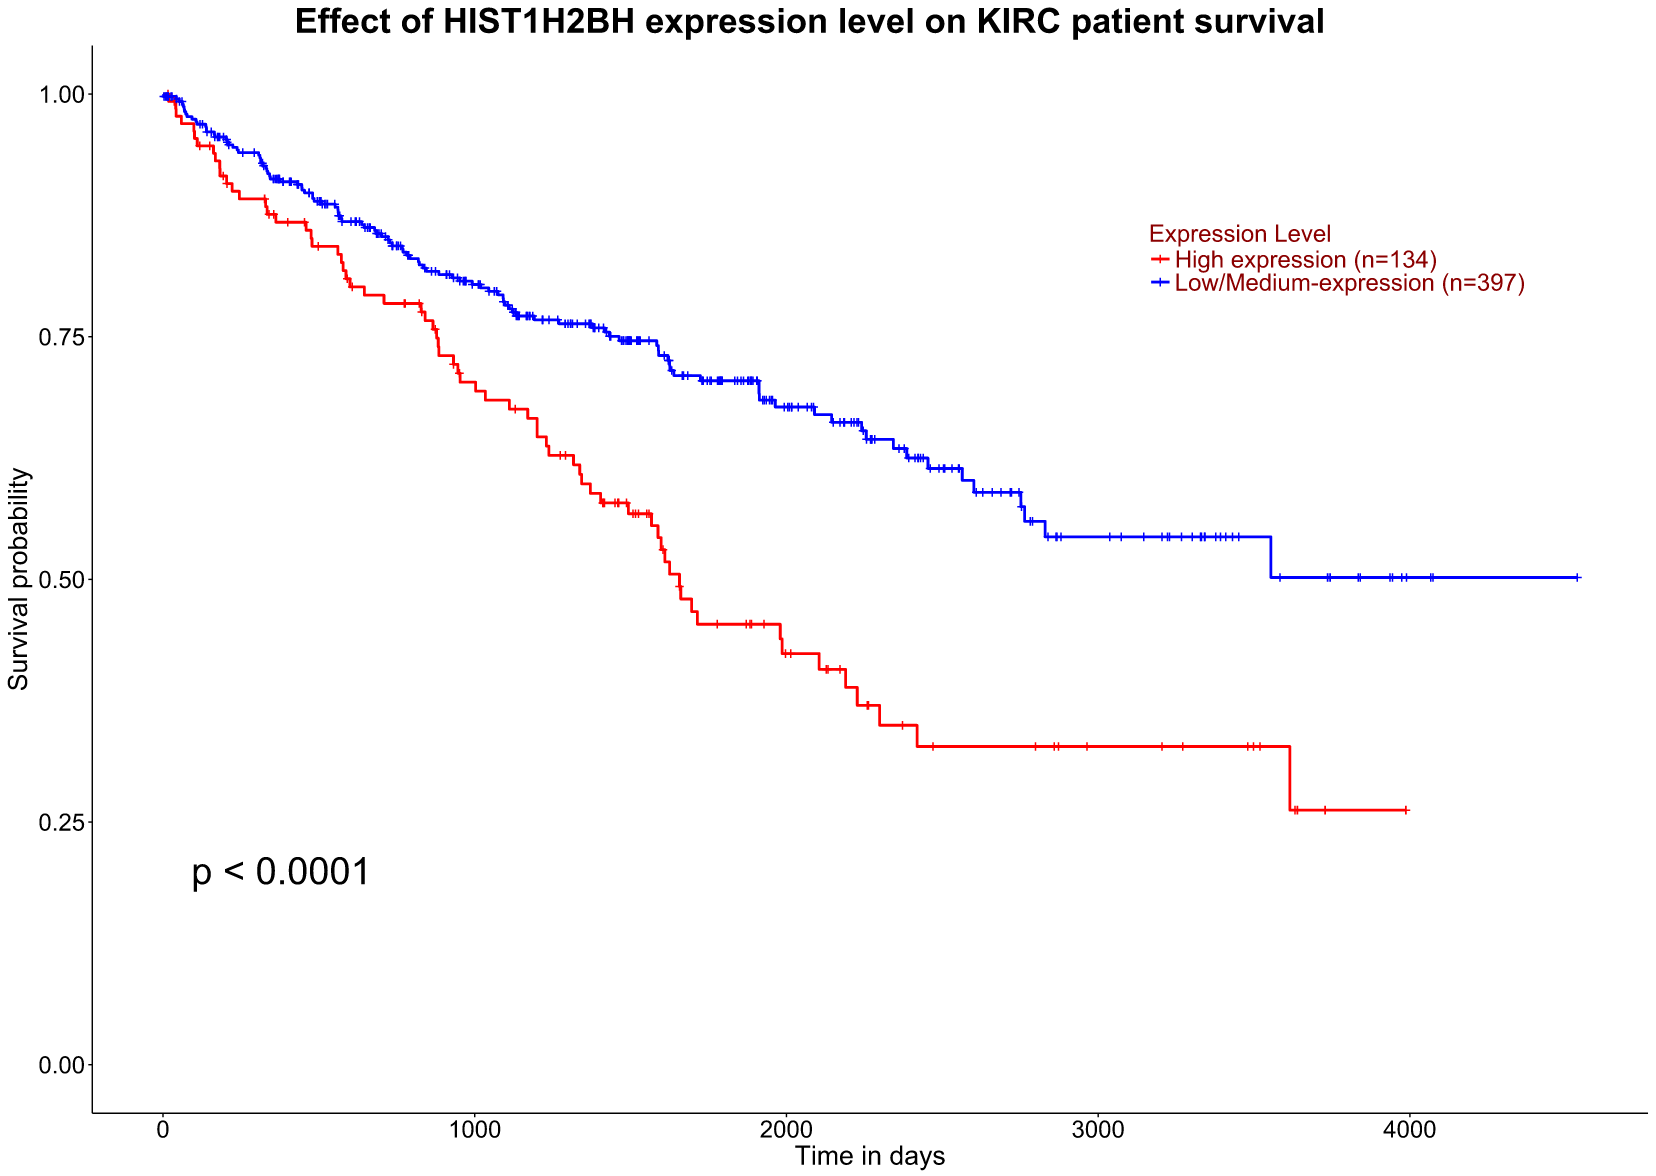 Effect of HIST1H2BH expression level on KIRC patient survival
1.00
0.75
0.50
0.25
0.00
Survival probability
Expression Level
High expression (n=134)
Low/Medium-expression (n=397)
p < 0.0001
0 1000 2000 3000 4000
Time in days